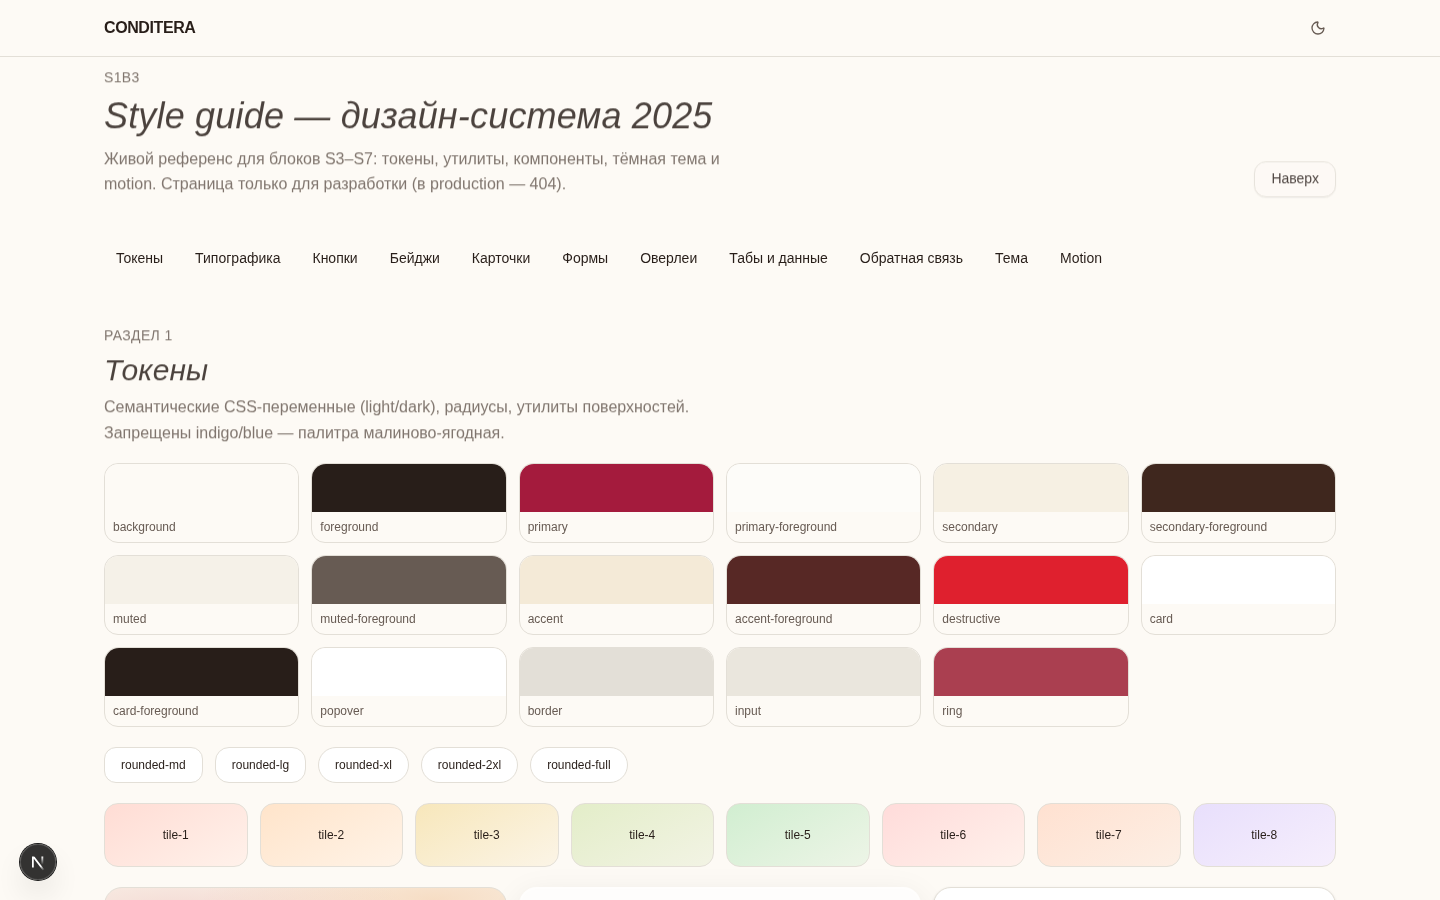 CONDITERA
S1B3
Style guide — дизайн-система 2025
Живой референс для блоков S3–S7: токены, утилиты, компоненты, тёмная тема и
motion. Страница только для разработки (в production — 404).
Наверх
Токены Типографика Кнопки Бейджи Карточки Формы Оверлеи Табы и данные Обратная связь Тема Motion
РАЗДЕЛ 1
Токены
Семантические CSS-переменные (light/dark), радиусы, утилиты поверхностей.
Запрещены indigo/blue — палитра малиново-ягодная.
background foreground primary primary-foreground secondary secondary-foreground
muted muted-foreground accent accent-foreground destructive card
card-foreground popover border input ring
rounded-md rounded-lg rounded-xl rounded-2xl rounded-full
tile-1 tile-2 tile-3 tile-4 tile-5 tile-6 tile-7 tile-8
N